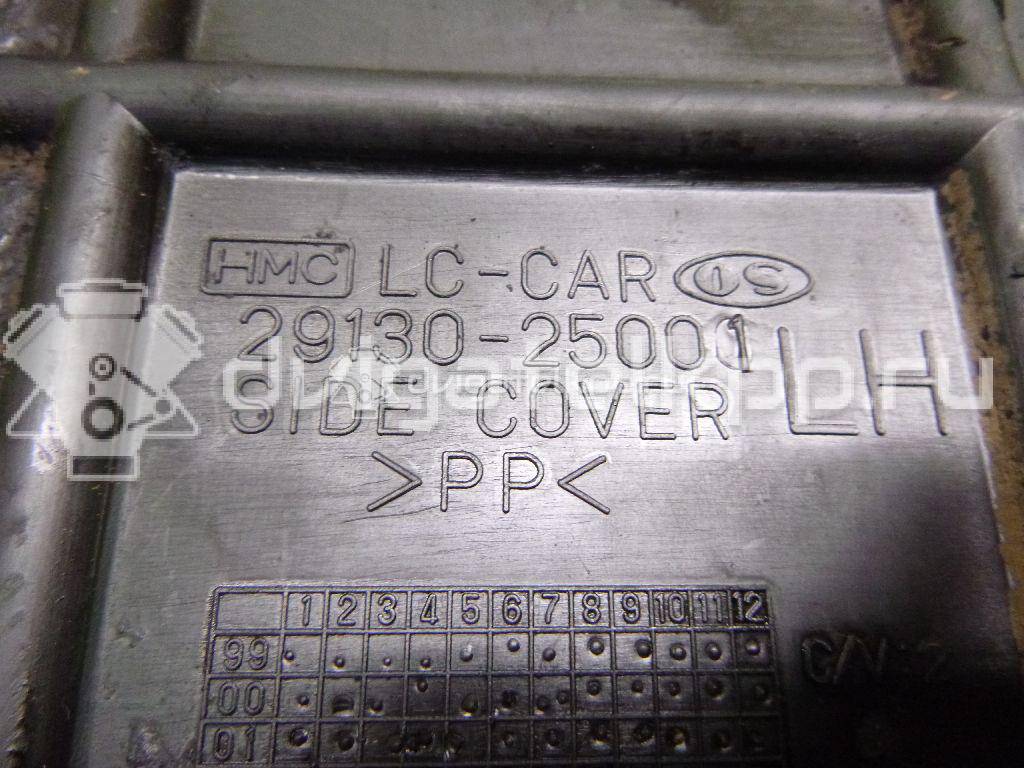 HMC LC-CAR IS
29130-25001 LH
SIDE COVER
>PP<
1 2 3 4 5 6 7 8 9 10 11 12
99
00
01